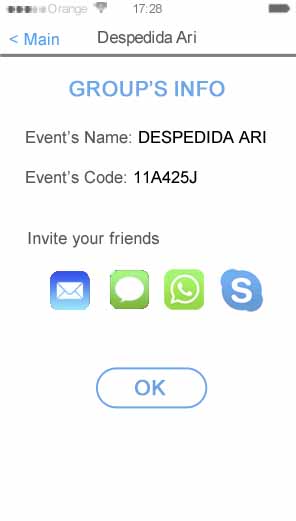 Orange 17:28
< Main Despedida Ari
GROUP'S INFO
Event's Name: DESPEDIDA ARI
Event's Code: 11A425J
Invite your friends
S
OK